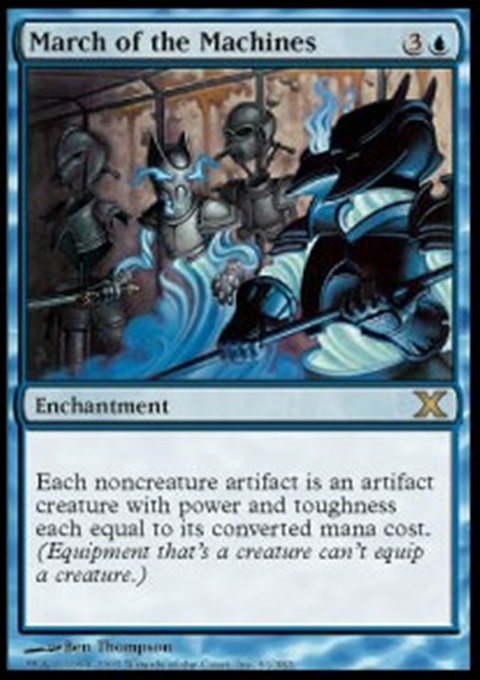 March of the Machines 3
Enchantment X
Each noncreature artifact is an artifact
creature with power and toughness
each equal to its converted mana cost.
(Equipment that's a creature can't equip
a creature.)
Ben Thompson